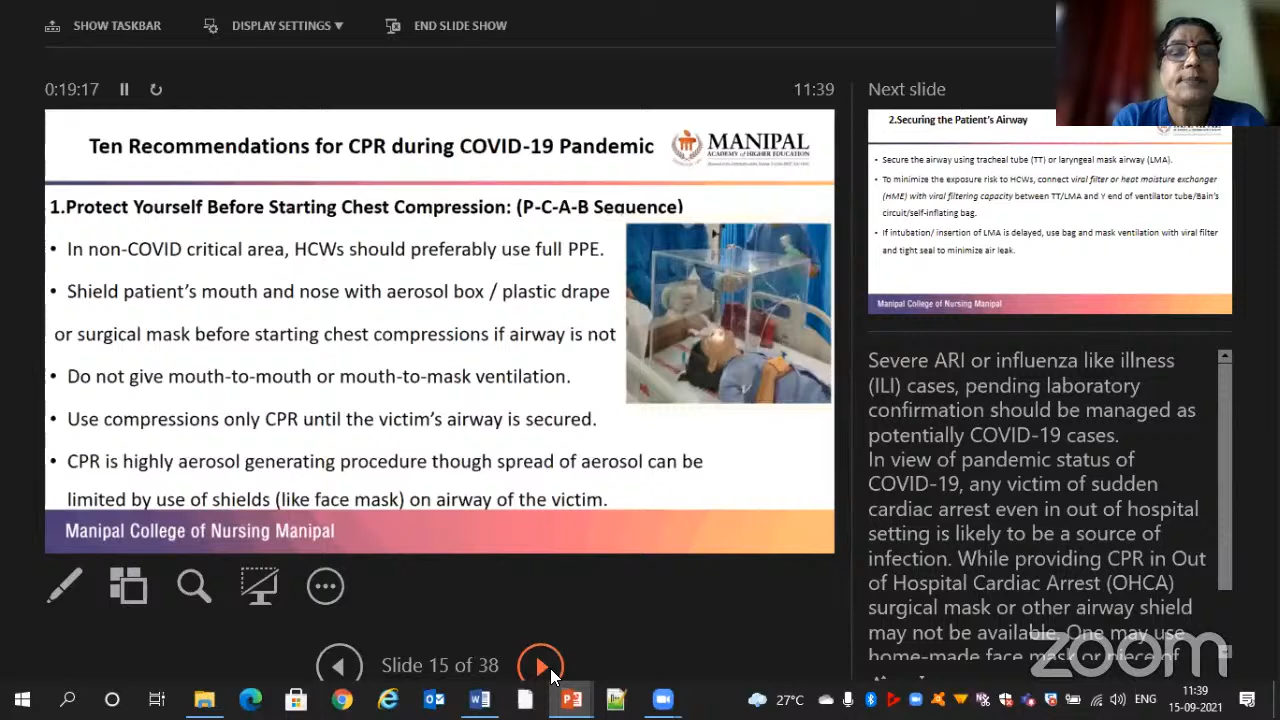 SHOW TASKBAR
DISPLAY SETTINGS ▼
END SLIDE SHOW
0:19:17
11:39
Ten Recommendations for CPR during COVID-19 Pandemic
MANIPAL
ACADEMY of HIGHER EDUCATION
1.Protect Yourself Before Starting Chest Compression: (P-C-A-B Sequence)
• In non-COVID critical area, HCWs should preferably use full PPE.
• Shield patient's mouth and nose with aerosol box / plastic drape
or surgical mask before starting chest compressions if airway is not
• Do not give mouth-to-mouth or mouth-to-mask ventilation.
• Use compressions only CPR until the victim's airway is secured.
• CPR is highly aerosol generating procedure though spread of aerosol can be
limited by use of shields (like face mask) on airway of the victim.
Manipal College of Nursing Manipal
Slide 15 of 38
Next slide
2.Securing the Patient's Airway
• Secure the airway using tracheal tube (TT) or laryngeal mask airway (LMA).
• To minimize the exposure risk to HCWs, connect viral filter or heat moisture exchanger
(HME) with viral filtering capacity between TT/LMA and Y end of ventilator tube/Bain's
circuit/self-inflating bag.
• If intubation/ insertion of LMA is delayed, use bag and mask ventilation with viral filter
and tight seal to minimize air leak.
Manipal College of Nursing Manipal
Severe ARI or influenza like illness
(ILI) cases, pending laboratory
confirmation should be managed as
potentially COVID-19 cases.
In view of pandemic status of
COVID-19, any victim of sudden
cardiac arrest even in out of hospital
setting is likely to be a source of
infection. While providing CPR in Out
of Hospital Cardiac Arrest (OHCA)
surgical mask or other airway shield
may not be available. One may use
home-made face mask or piece of
zoom
27°C
ENG
11:39
15-09-2021